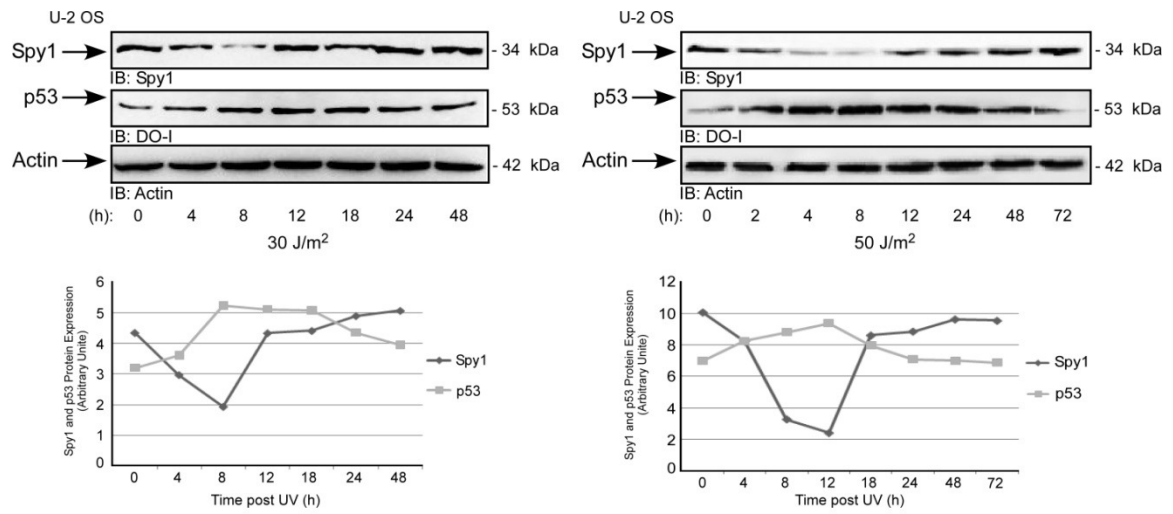 U-2 OS
Spy1
- 34 kDa
IB: Spy1
p53
- 53 kDa
IB: DO-I
Actin
- 42 kDa
IB: Actin
(h): 0 4 8 12 18 24 48
30 J/m²
U-2 OS
Spy1
- 34 kDa
IB: Spy1
p53
- 53 kDa
IB: DO-I
Actin
- 42 kDa
IB: Actin
(h): 0 2 4 8 12 24 48 72
50 J/m²
Spy1 and p53 Protein Expression
(Arbitrary Unite)
6
5
4
3
2
1
0
0 4 8 12 18 24 48
Time post UV (h)
Spy1
p53
Spy1 and p53 Protein Expression
(Arbitrary Unite)
12
10
8
6
4
2
0
0 4 8 12 18 24 48 72
Time post UV (h)
Spy1
p53